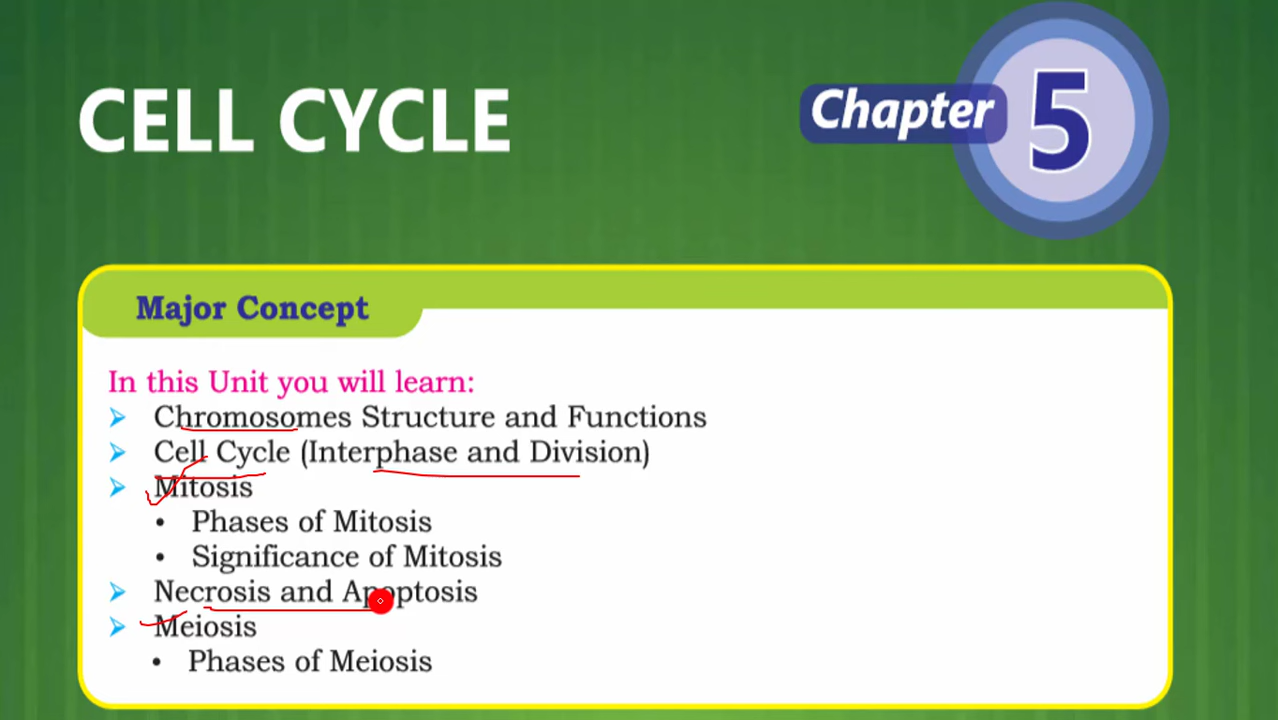 CELL CYCLE
Chapter 5
Major Concept
In this Unit you will learn:
➢ Chromosomes Structure and Functions
➢ Cell Cycle (Interphase and Division)
➢ Mitosis
• Phases of Mitosis
• Significance of Mitosis
➢ Necrosis and Apoptosis
➢ Meiosis
• Phases of Meiosis